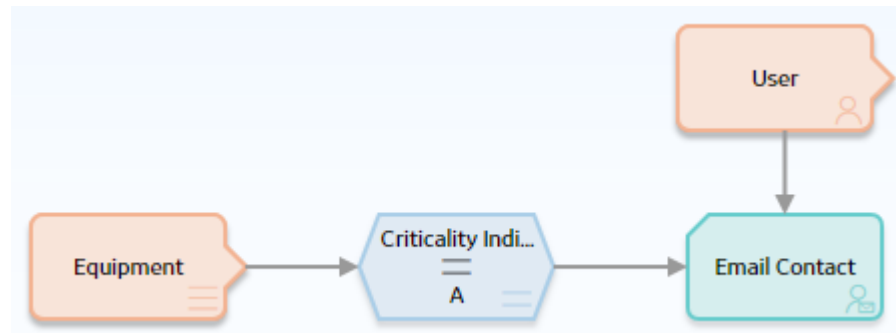 User
Equipment
Criticality Indi...
=
A
Email Contact